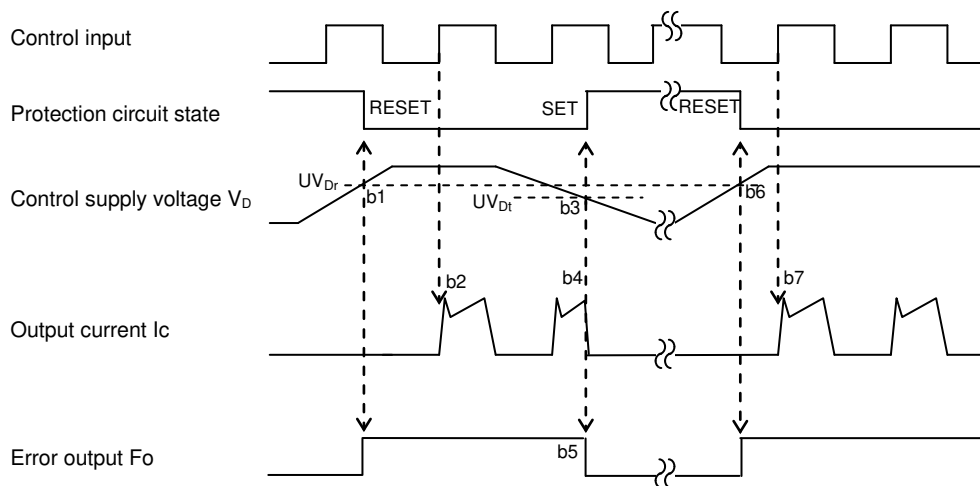 Control input
Protection circuit state
RESET
SET
RESET
Control supply voltage VD
UVDr
b1
UVDt
b3
b6
b2
b4
b7
Output current Ic
Error output Fo
b5